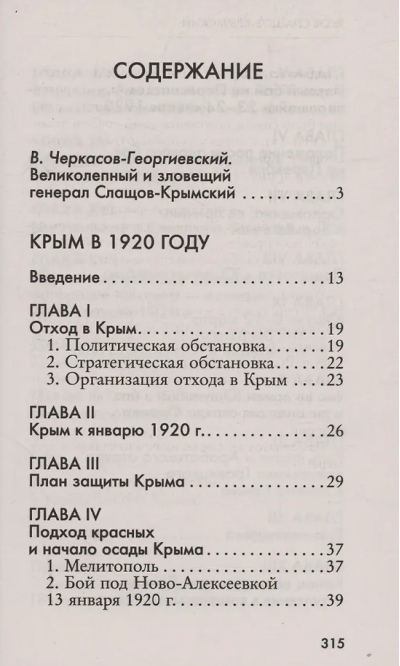 СОДЕРЖАНИЕ
В. Черкасов-Георгиевский.
Великолепный и зловещий
генерал Слащов-Крымский ............ 3
КРЫМ В 1920 ГОДУ
Введение ............ 13
ГЛАВА I
Отход в Крым ............ 19
1. Политическая обстановка ............ 19
2. Стратегическая обстановка ............ 22
3. Организация отхода в Крым ............ 23
ГЛАВА II
Крым к январю 1920 г. ............ 26
ГЛАВА III
План защиты Крыма ............ 29
ГЛАВА IV
Подход красных
и начало осады Крыма ............ 37
1. Мелитополь ............ 37
2. Бой под Ново-Алексеевкой
13 января 1920 г. ............ 39
315